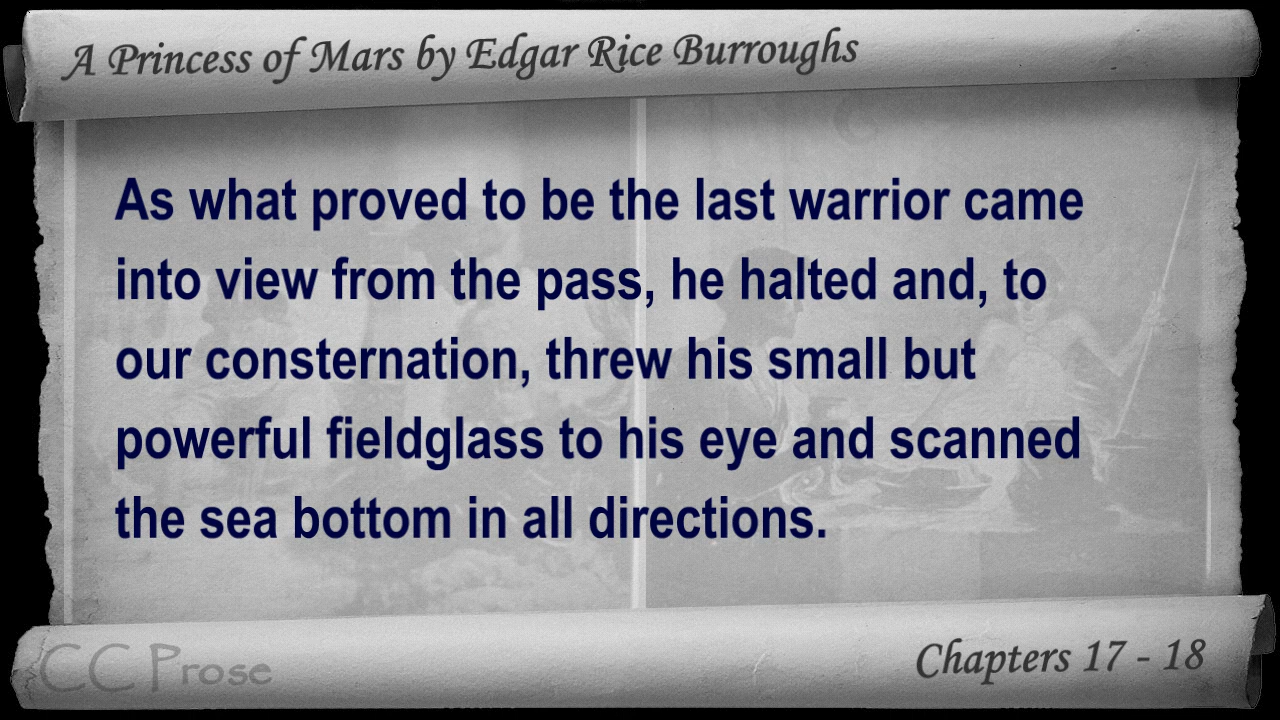 A Princess of Mars by Edgar Rice Burroughs
As what proved to be the last warrior came
into view from the pass, he halted and, to
our consternation, threw his small but
powerful fieldglass to his eye and scanned
the sea bottom in all directions.
CC Prose
Chapters 17 - 18